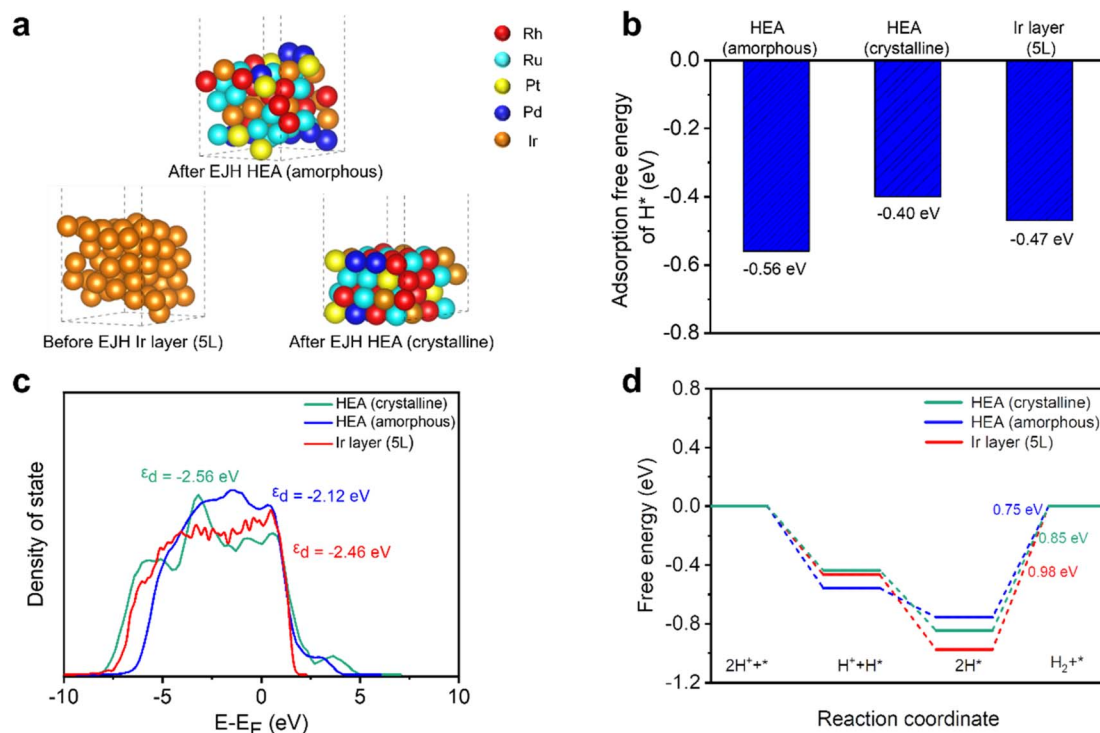 a
Rh
Ru
Pt
Pd
Ir
After EJH HEA (amorphous)
Before EJH Ir layer (5L)
After EJH HEA (crystalline)
b
HEA
(amorphous)
HEA
(crystalline)
Ir layer
(5L)
0.0
-0.2
-0.4
-0.6
-0.8
Adsorption free energy
of H* (eV)
-0.56 eV
-0.40 eV
-0.47 eV
c
HEA (crystalline)
HEA (amorphous)
Ir layer (5L)
εd = -2.56 eV
εd = -2.12 eV
εd = -2.46 eV
Density of state
-10
-5
0
5
10
E-EF (eV)
d
0.8
0.4
0.0
-0.4
-0.8
-1.2
Free energy (eV)
HEA (crystalline)
HEA (amorphous)
Ir layer (5L)
0.75 eV
0.85 eV
0.98 eV
2H⁺+*
H⁺+H*
2H*
H₂+*
Reaction coordinate